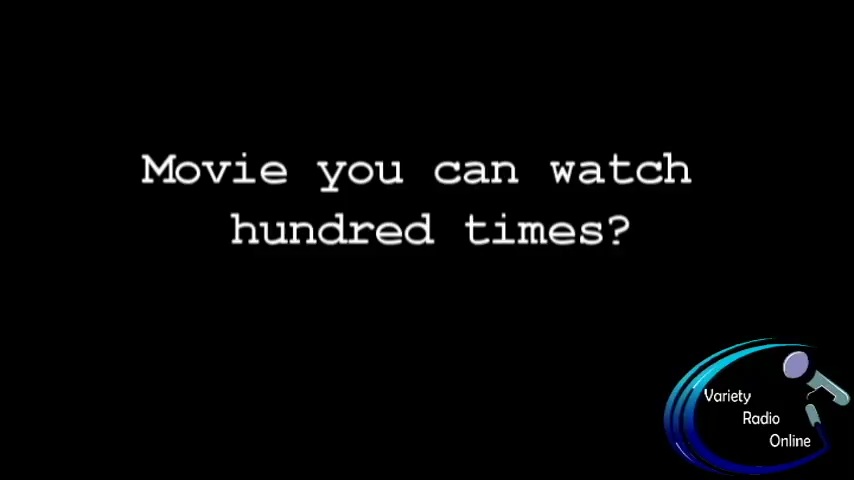 Movie you can watch
hundred times?
Variety
Radio
Online